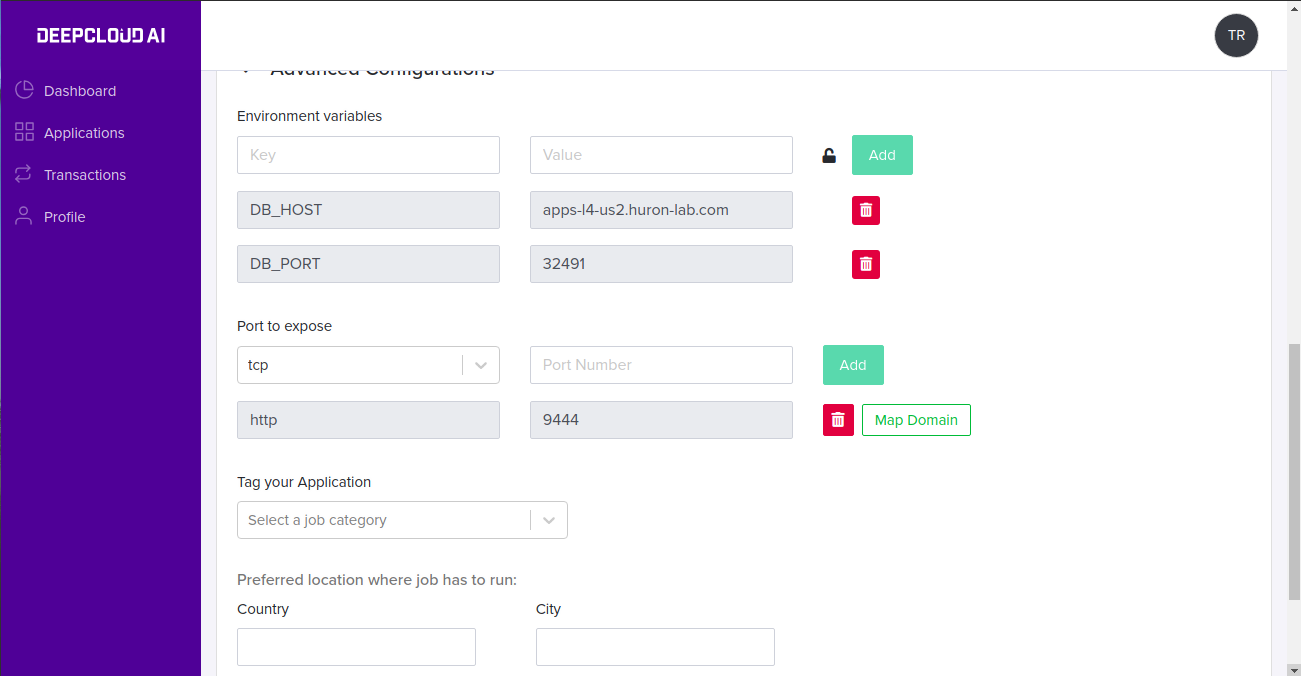 DEEPCLOUD AI
TR
Dashboard
Applications
Transactions
Profile
Advanced Configurations
Environment variables
Key Value Add
DB_HOST apps-l4-us2.huron-lab.com
DB_PORT 32491
Port to expose
tcp Port Number Add
http 9444 Map Domain
Tag your Application
Select a job category
Preferred location where job has to run:
Country City